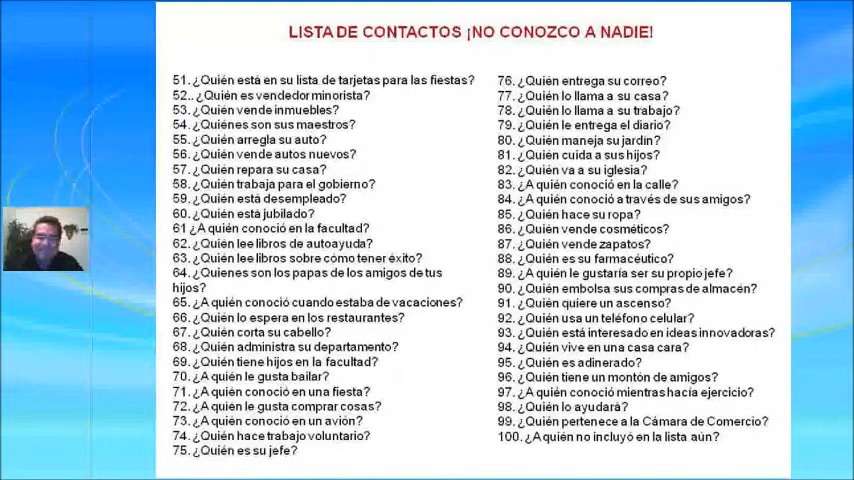 LISTA DE CONTACTOS ¡NO CONOZCO A NADIE!
51. ¿Quién está en su lista de tarjetas para las fiestas?
52.. ¿Quién es vendedor minorista?
53. ¿Quién vende inmuebles?
54. ¿Quiénes son sus maestros?
55. ¿Quién arregla su auto?
56. ¿Quién vende autos nuevos?
57. ¿Quién repara su casa?
58. ¿Quién trabaja para el gobierno?
59. ¿Quién está desempleado?
60. ¿Quién está jubilado?
61 ¿A quién conoció en la facultad?
62. ¿Quién lee libros de autoayuda?
63. ¿Quién lee libros sobre cómo tener éxito?
64. ¿Quienes son los papas de los amigos de tus
hijos?
65. ¿A quién conoció cuando estaba de vacaciones?
66. ¿Quién lo espera en los restaurantes?
67. ¿Quién corta su cabello?
68. ¿Quién administra su departamento?
69. ¿Quién tiene hijos en la facultad?
70. ¿A quién le gusta bailar?
71. ¿A quién conoció en una fiesta?
72. ¿A quién le gusta comprar cosas?
73. ¿A quién conoció en un avión?
74. ¿Quién hace trabajo voluntario?
75. ¿Quién es su jefe?
76. ¿Quién entrega su correo?
77. ¿Quién lo llama a su casa?
78. ¿Quién lo llama a su trabajo?
79. ¿Quién le entrega el diario?
80. ¿Quién maneja su jardín?
81. ¿Quién cuida a sus hijos?
82. ¿Quién va a su iglesia?
83. ¿A quién conoció en la calle?
84. ¿A quién conoció a través de sus amigos?
85. ¿Quién hace su ropa?
86. ¿Quién vende cosméticos?
87. ¿Quién vende zapatos?
88. ¿Quién es su farmacéutico?
89. ¿A quién le gustaría ser su propio jefe?
90. ¿Quién embolsa sus compras de almacén?
91. ¿Quién quiere un ascenso?
92. ¿Quién usa un teléfono celular?
93. ¿Quién está interesado en ideas innovadoras?
94. ¿Quién vive en una casa cara?
95. ¿Quién es adinerado?
96. ¿Quién tiene un montón de amigos?
97. ¿A quién conoció mientras hacía ejercicio?
98. ¿Quién lo ayudará?
99. ¿Quién pertenece a la Cámara de Comercio?
100. ¿A quién no incluyó en la lista aún?